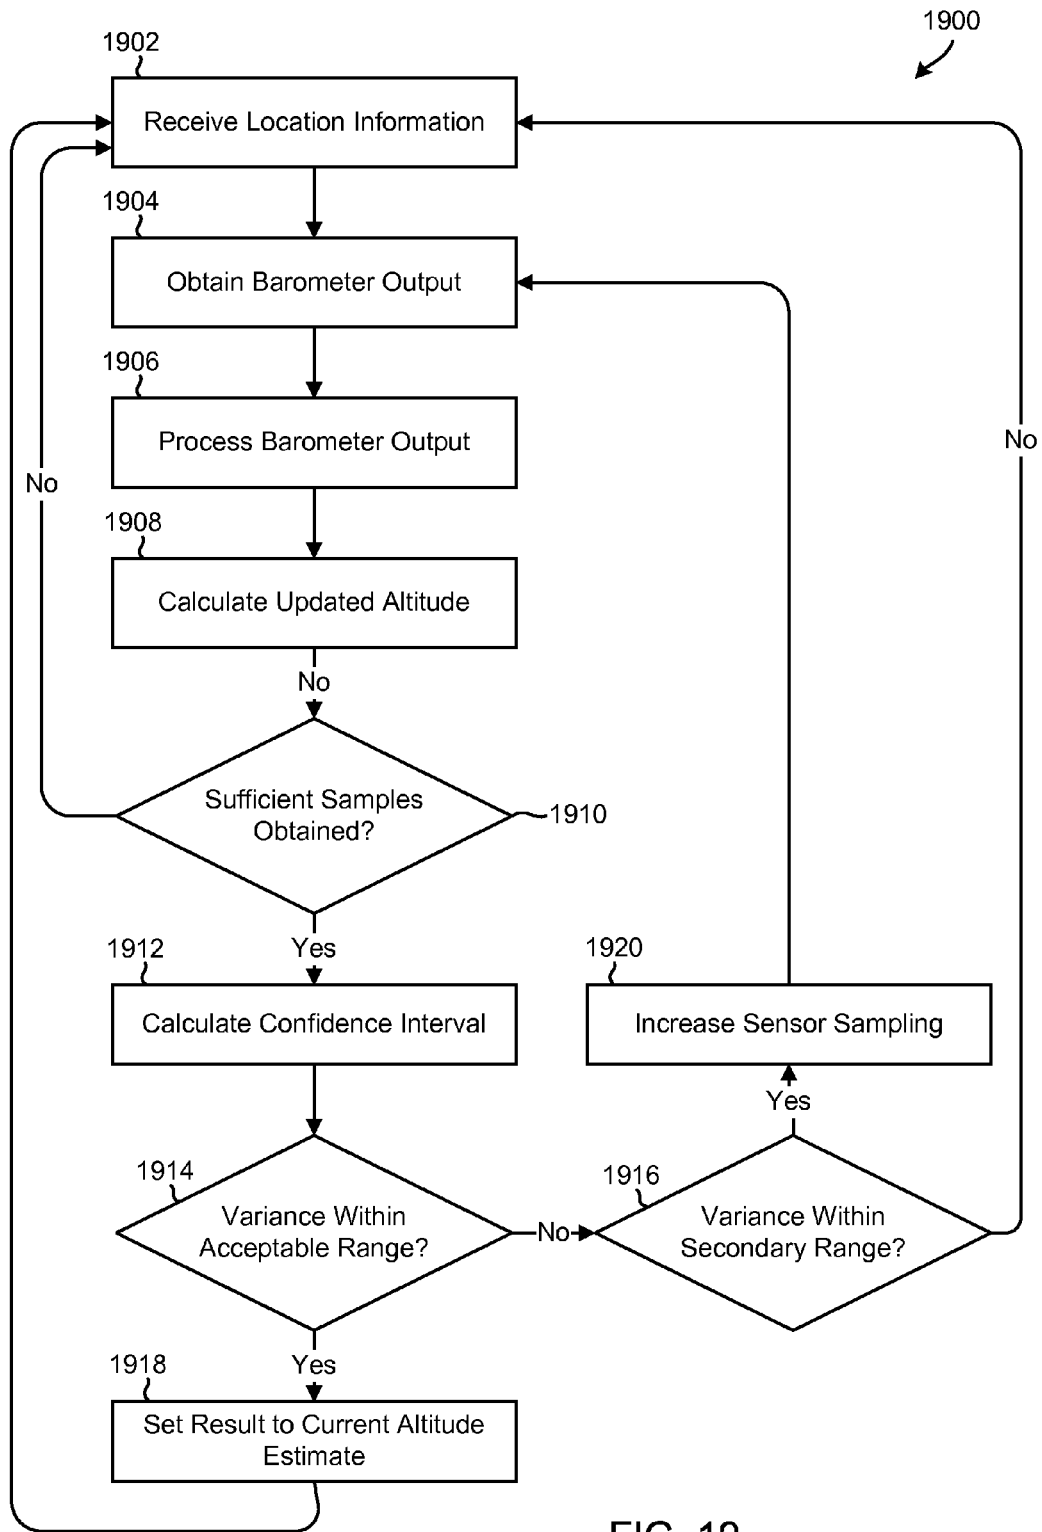 1900
1902
Receive Location Information
1904
Obtain Barometer Output
1906
Process Barometer Output
No
No
1908
Calculate Updated Altitude
No
Sufficient Samples
Obtained?
1910
Yes
1912
Calculate Confidence Interval
1920
Increase Sensor Sampling
Yes
1914
Variance Within
Acceptable Range?
No
1916
Variance Within
Secondary Range?
Yes
1918
Set Result to Current Altitude
Estimate
FIG. 19